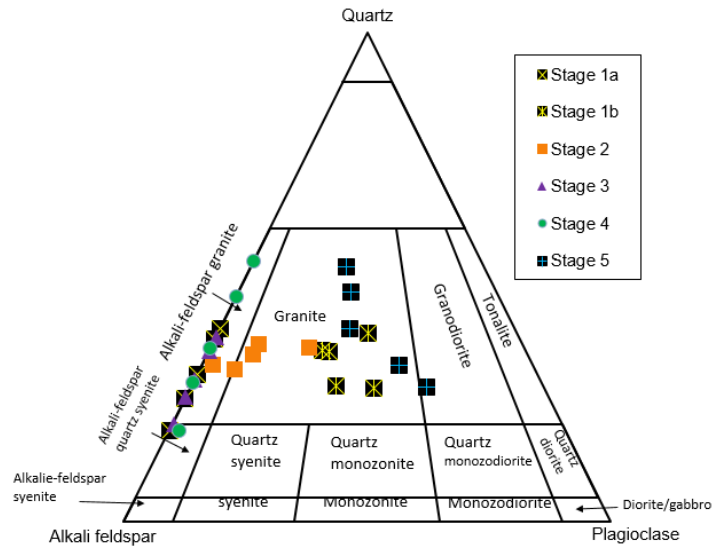 Quartz
Stage 1a
Stage 1b
Stage 2
Stage 3
Stage 4
Stage 5
Alkali-feldspar granite
Granite
Granodiorite
Tonalite
Alkali-feldspar
quartz syenite
Quartz
syenite
Quartz
monozonite
Quartz
monozodiorite
Quartz
diorite
Alkalie-feldspar
syenite
syenite
Monozonite
Monozodiorite
Diorite/gabbro
Alkali feldspar
Plagioclase